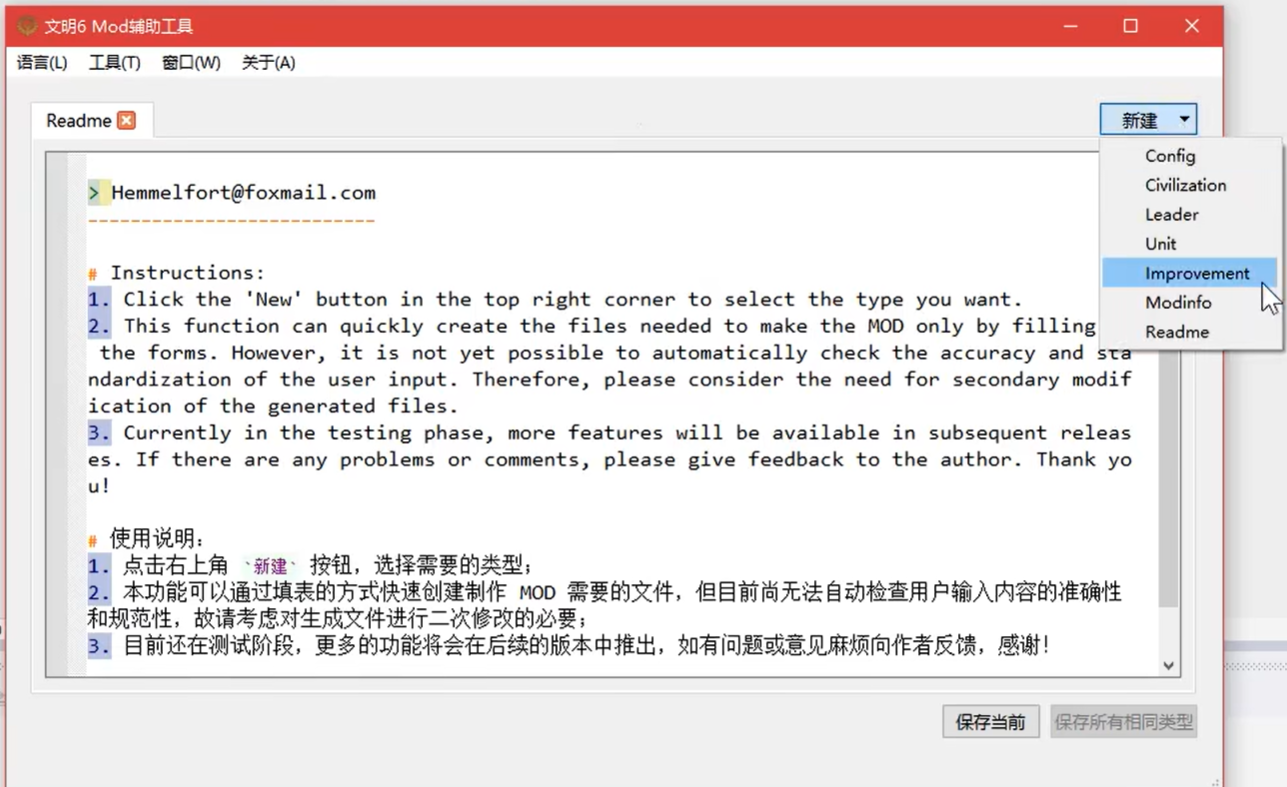 文明6 Mod辅助工具
语言(L) 工具(T) 窗口(W) 关于(A)
Readme
新建
Config
Civilization
Leader
Unit
Improvement
Modinfo
Readme
> Hemmelfort@foxmail.com
---------------------------
# Instructions:
1. Click the 'New' button in the top right corner to select the type you want.
2. This function can quickly create the files needed to make the MOD only by filling
the forms. However, it is not yet possible to automatically check the accuracy and sta
ndardization of the user input. Therefore, please consider the need for secondary modif
ication of the generated files.
3. Currently in the testing phase, more features will be available in subsequent releas
es. If there are any problems or comments, please give feedback to the author. Thank yo
u!
# 使用说明：
1. 点击右上角 `新建` 按钮，选择需要的类型；
2. 本功能可以通过填表的方式快速创建制作 MOD 需要的文件，但目前尚无法自动检查用户输入内容的准确性
和规范性，故请考虑对生成文件进行二次修改的必要；
3. 目前还在测试阶段，更多的功能将会在后续的版本中推出，如有问题或意见麻烦向作者反馈，感谢！
保存当前 保存所有相同类型